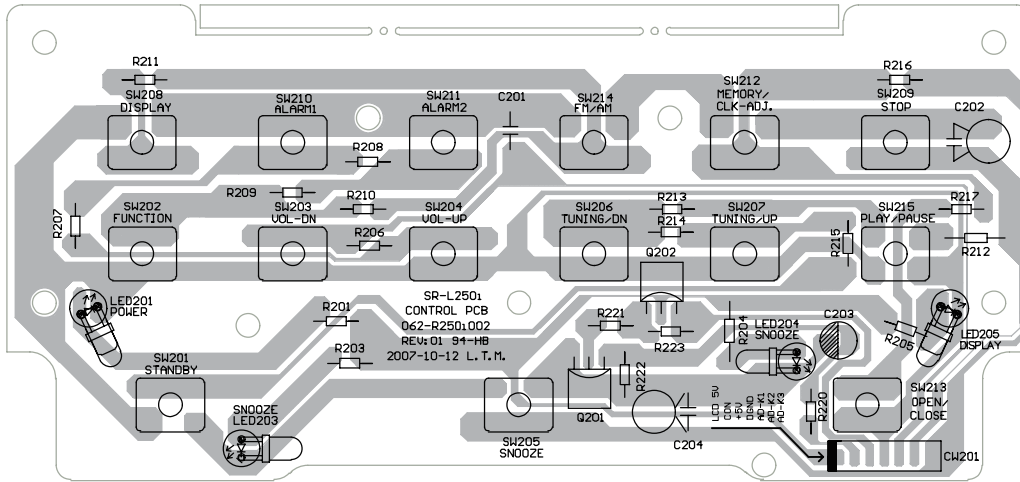 R211
SW208
DISPLAY
SW210
ALARM1
SW211
ALARM2
C201
SW214
FM/AM
SW212
MEMORY/
CLK-ADJ.
R216
SW209
STOP
C202
R208
R209
R210
R207
SW202
FUNCTION
SW203
VOL-DN
R206
SW204
VOL-UP
SW206
TUNING/DN
R213
R214
Q202
SW207
TUNING/UP
R215
SW215
PLAY/PAUSE
R217
R212
LED201
POWER
R201
R203
SR-L250i
CONTROL PCB
062-R250i002
REV:01 94-HB
2007-10-12 L.T.M.
R221
R223
R204
LED204
SNOOZE
C203
R205
LED205
DISPLAY
SW201
STANDBY
SNOOZE
LED203
SW205
SNOOZE
Q201
R222
C204
LCD 5V
CON
+5V
DGND
AD-K1
AD-K2
AD-K3
R220
SW213
OPEN/
CLOSE
CW201